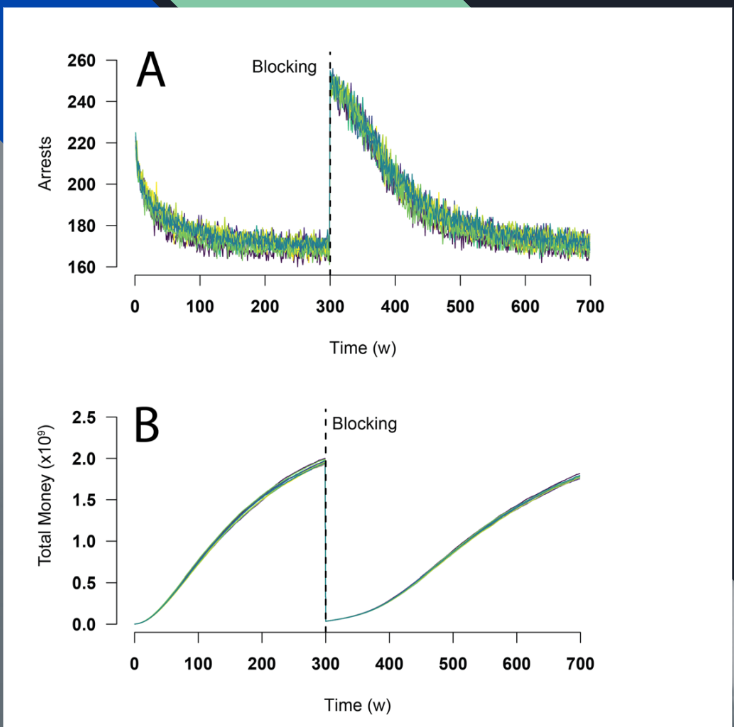 A
Blocking
260
240
220
200
180
160
Arrests
0 100 200 300 400 500 600 700
Time (w)
B
Blocking
2.5
2.0
1.5
1.0
0.5
0.0
Total Money (x10⁹)
0 100 200 300 400 500 600 700
Time (w)